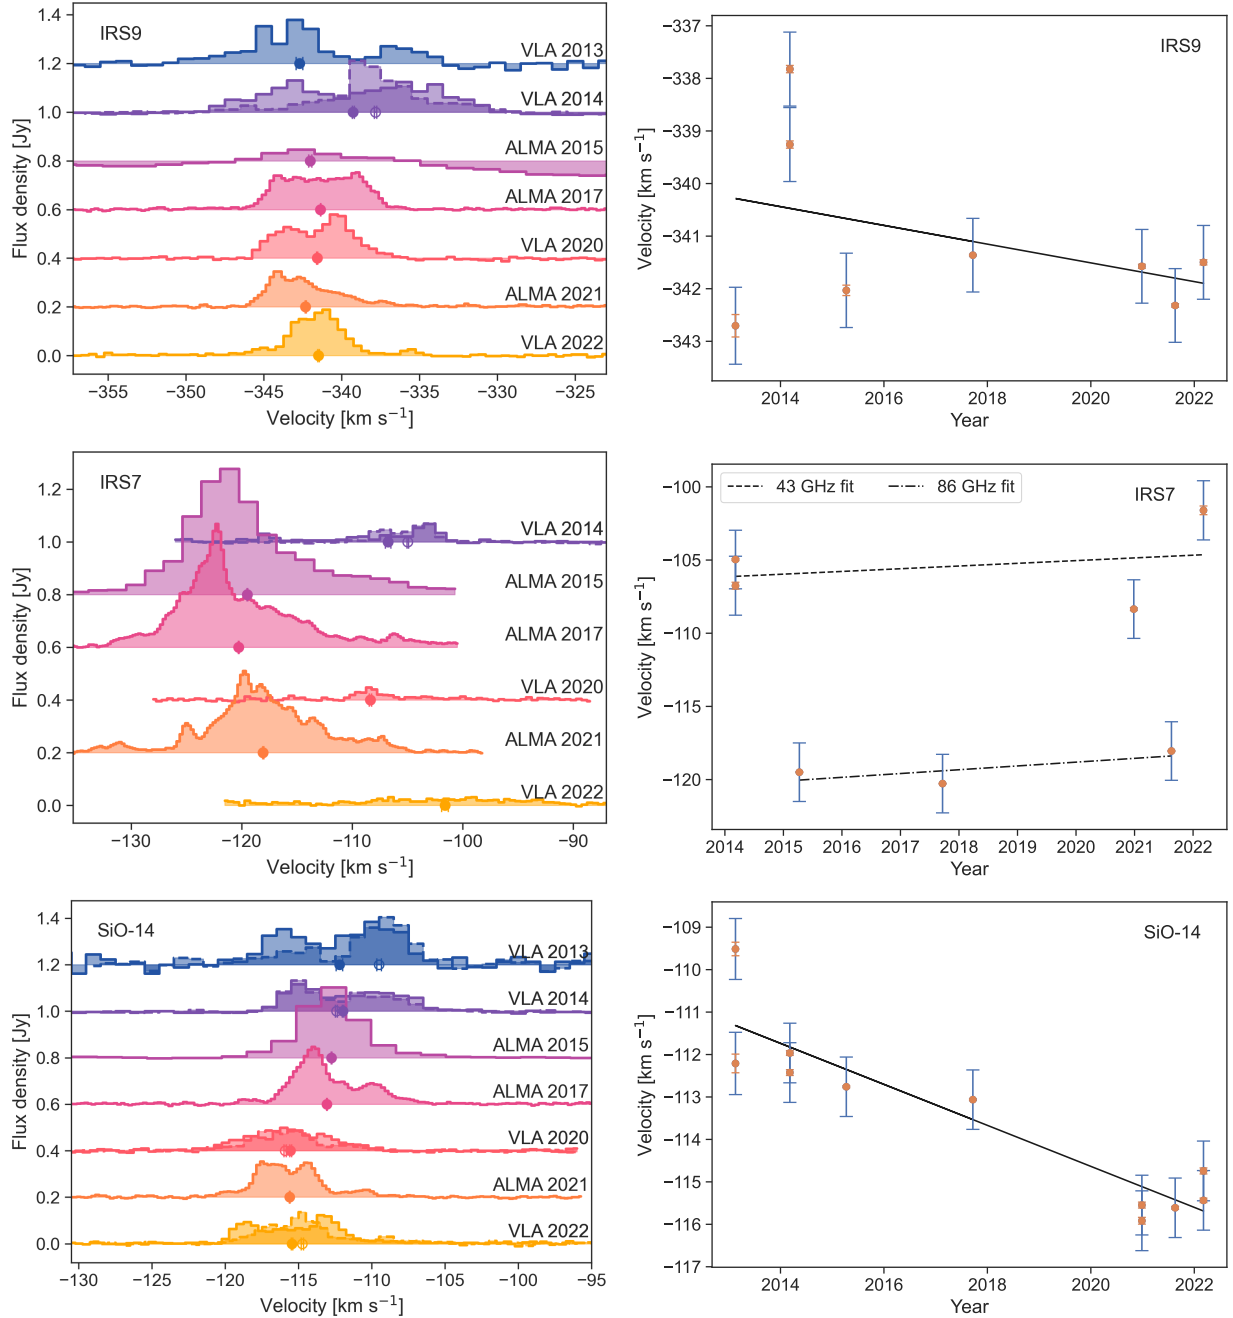 IRS9
VLA 2013
VLA 2014
ALMA 2015
ALMA 2017
VLA 2020
ALMA 2021
VLA 2022
1.4
1.2
1.0
0.8
0.6
0.4
0.2
0.0
Flux density [Jy]
−355 −350 −345 −340 −335 −330 −325
Velocity [km s⁻¹]
IRS9
−337
−338
−339
−340
−341
−342
−343
Velocity [km s⁻¹]
2014 2016 2018 2020 2022
Year
IRS7
VLA 2014
ALMA 2015
ALMA 2017
VLA 2020
ALMA 2021
VLA 2022
1.2
1.0
0.8
0.6
0.4
0.2
0.0
Flux density [Jy]
−130 −120 −110 −100 −90
Velocity [km s⁻¹]
43 GHz fit 86 GHz fit
IRS7
−100
−105
−110
−115
−120
Velocity [km s⁻¹]
2014 2015 2016 2017 2018 2019 2020 2021 2022
Year
SiO-14
VLA 2013
VLA 2014
ALMA 2015
ALMA 2017
VLA 2020
ALMA 2021
VLA 2022
1.4
1.2
1.0
0.8
0.6
0.4
0.2
0.0
Flux density [Jy]
−130 −125 −120 −115 −110 −105 −100 −95
Velocity [km s⁻¹]
SiO-14
−109
−110
−111
−112
−113
−114
−115
−116
−117
Velocity [km s⁻¹]
2014 2016 2018 2020 2022
Year